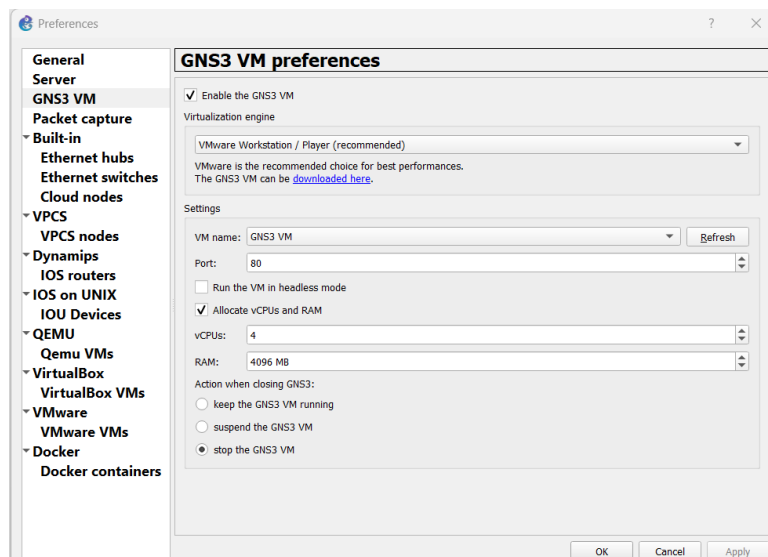 Preferences
?
General
Server
GNS3 VM
Packet capture
Built-in
Ethernet hubs
Ethernet switches
Cloud nodes
VPCS
VPCS nodes
Dynamips
IOS routers
IOS on UNIX
IOU Devices
QEMU
Qemu VMs
VirtualBox
VirtualBox VMs
VMware
VMware VMs
Docker
Docker containers
GNS3 VM preferences
Enable the GNS3 VM
Virtualization engine
VMware Workstation / Player (recommended)
VMware is the recommended choice for best performances.
The GNS3 VM can be downloaded here.
Settings
VM name: GNS3 VM Refresh
Port: 80
Run the VM in headless mode
Allocate vCPUs and RAM
vCPUs: 4
RAM: 4096 MB
Action when closing GNS3:
keep the GNS3 VM running
suspend the GNS3 VM
stop the GNS3 VM
OK Cancel Apply